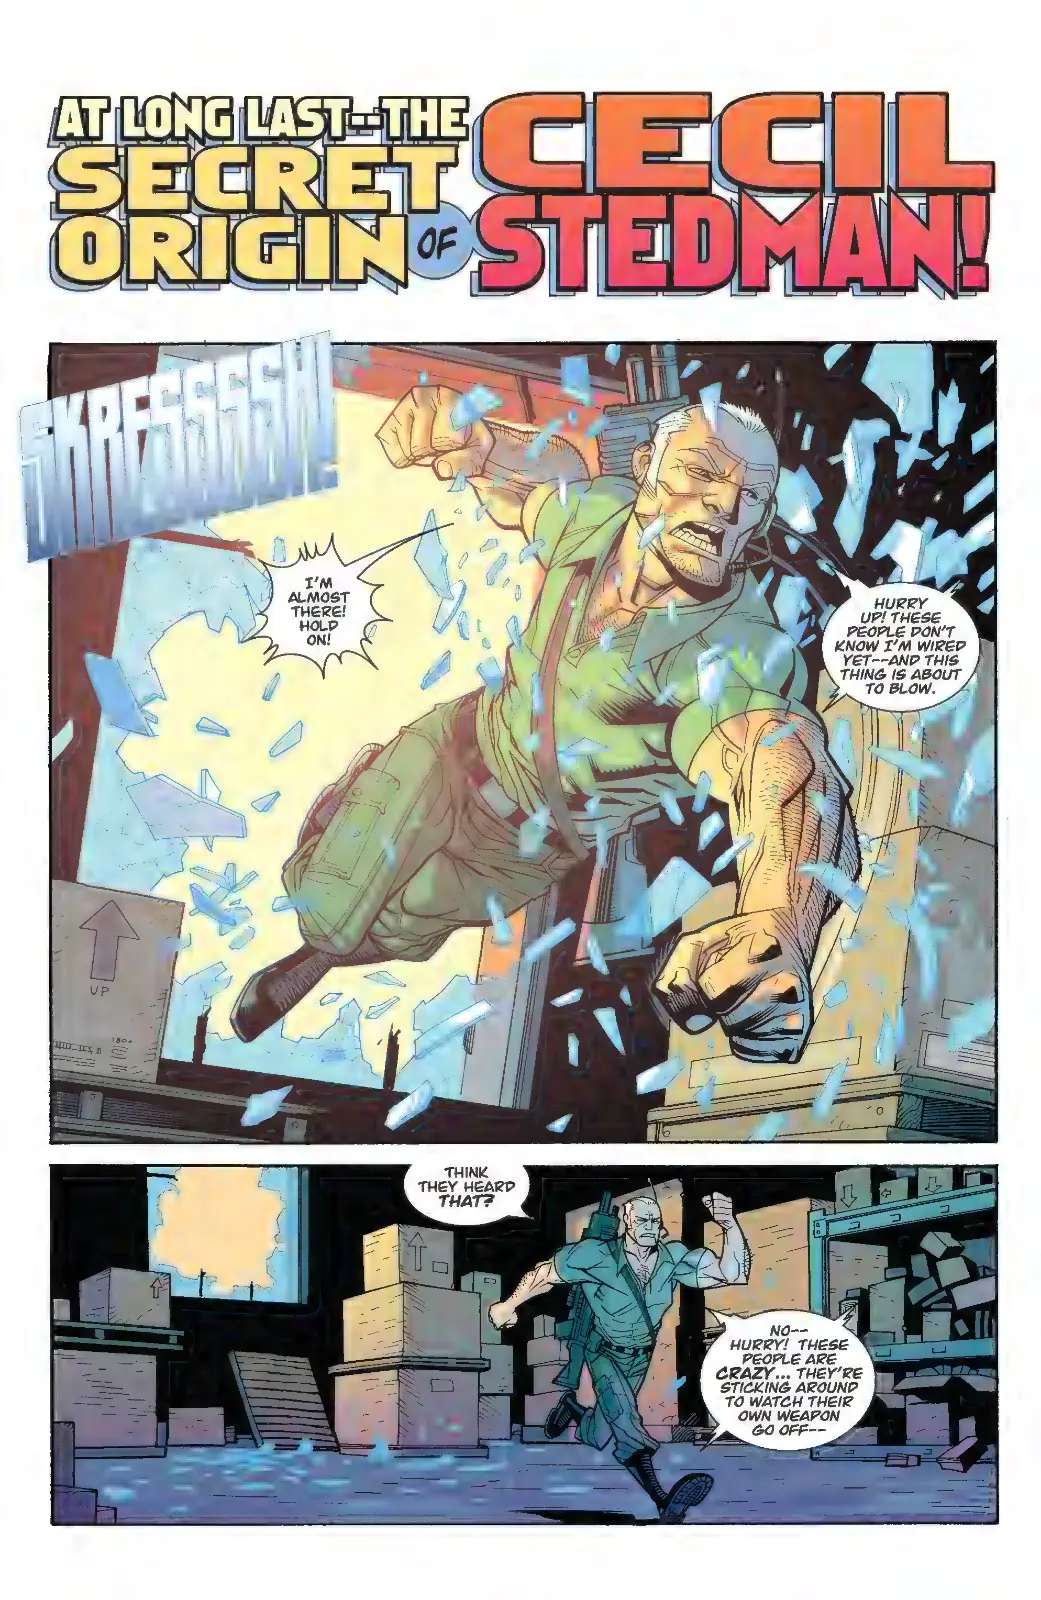 AT LONG LAST--THE
SECRET
ORIGIN OF
CECIL
STEDMAN!
I'M
ALMOST
THERE!
HOLD
ON!
HURRY
UP! THESE
PEOPLE DON'T
KNOW I'M WIRED
YET--AND THIS
THING IS ABOUT
TO BLOW.
UP
THINK
THEY HEARD
THAT?
NO--
HURRY! THESE
PEOPLE ARE
CRAZY... THEY'RE
STICKING AROUND
TO WATCH THEIR
OWN WEAPON
GO OFF--